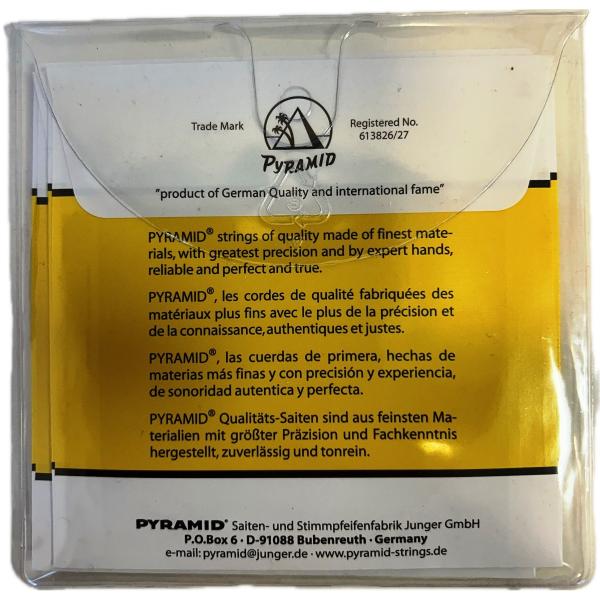 Trade Mark
Registered No.
613826/27
PYRAMID
"product of German Quality and international fame"
PYRAMID® strings of quality made of finest mate-
rials, with greatest precision and by expert hands,
reliable and perfect and true.
PYRAMID®, les cordes de qualité fabriquées des
matériaux plus fins avec le plus de la précision et
de la connaissance, authentiques et justes.
PYRAMID®, las cuerdas de primera, hechas de
materias más finas y con precisión y experiencia,
de sonoridad autentica y perfecta.
PYRAMID® Qualitäts-Saiten sind aus feinsten Ma-
terialien mit größter Präzision und Fachkenntnis
hergestellt, zuverlässig und tonrein.
PYRAMID® Saiten- und Stimmpfeifenfabrik Junger GmbH
P.O.Box 6 · D-91088 Bubenreuth · Germany
e-mail: pyramid@junger.de · www.pyramid-strings.de